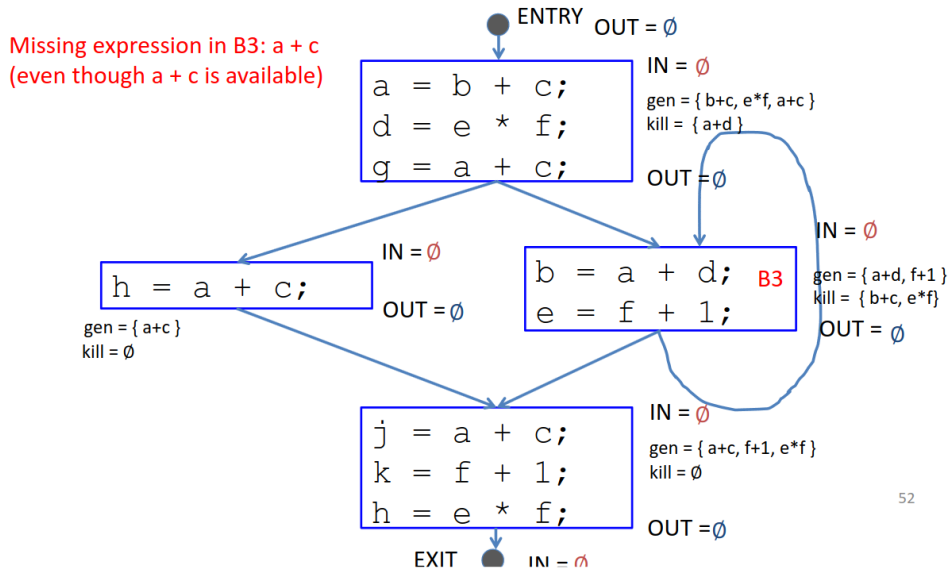 Missing expression in B3: a + c
(even though a + c is available)
ENTRY
OUT = ∅
a = b + c;
d = e * f;
g = a + c;
IN = ∅
gen = { b+c, e*f, a+c }
kill = { a+d }
OUT = ∅
h = a + c;
IN = ∅
OUT = ∅
gen = { a+c }
kill = ∅
b = a + d;
e = f + 1;
B3
IN = ∅
gen = { a+d, f+1 }
kill = { b+c, e*f}
OUT = ∅
j = a + c;
k = f + 1;
h = e * f;
IN = ∅
gen = { a+c, f+1, e*f }
kill = ∅
OUT =∅
EXIT
IN = ∅
52